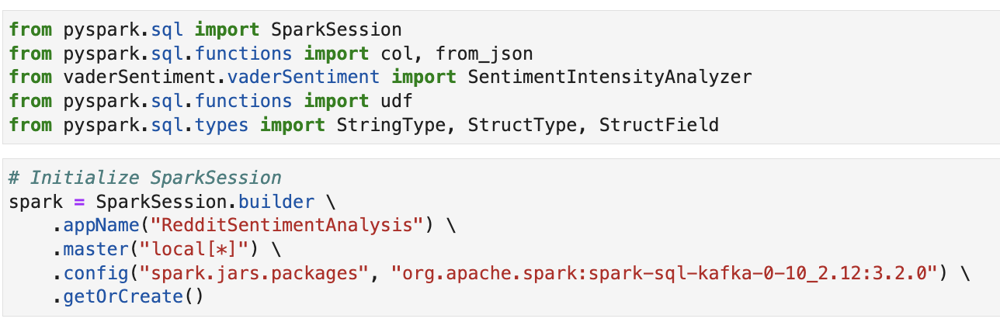 from pyspark.sql import SparkSession
from pyspark.sql.functions import col, from_json
from vaderSentiment.vaderSentiment import SentimentIntensityAnalyzer
from pyspark.sql.functions import udf
from pyspark.sql.types import StringType, StructType, StructField
# Initialize SparkSession
spark = SparkSession.builder \
    .appName("RedditSentimentAnalysis") \
    .master("local[*]") \
    .config("spark.jars.packages", "org.apache.spark:spark-sql-kafka-0-10_2.12:3.2.0") \
    .getOrCreate()